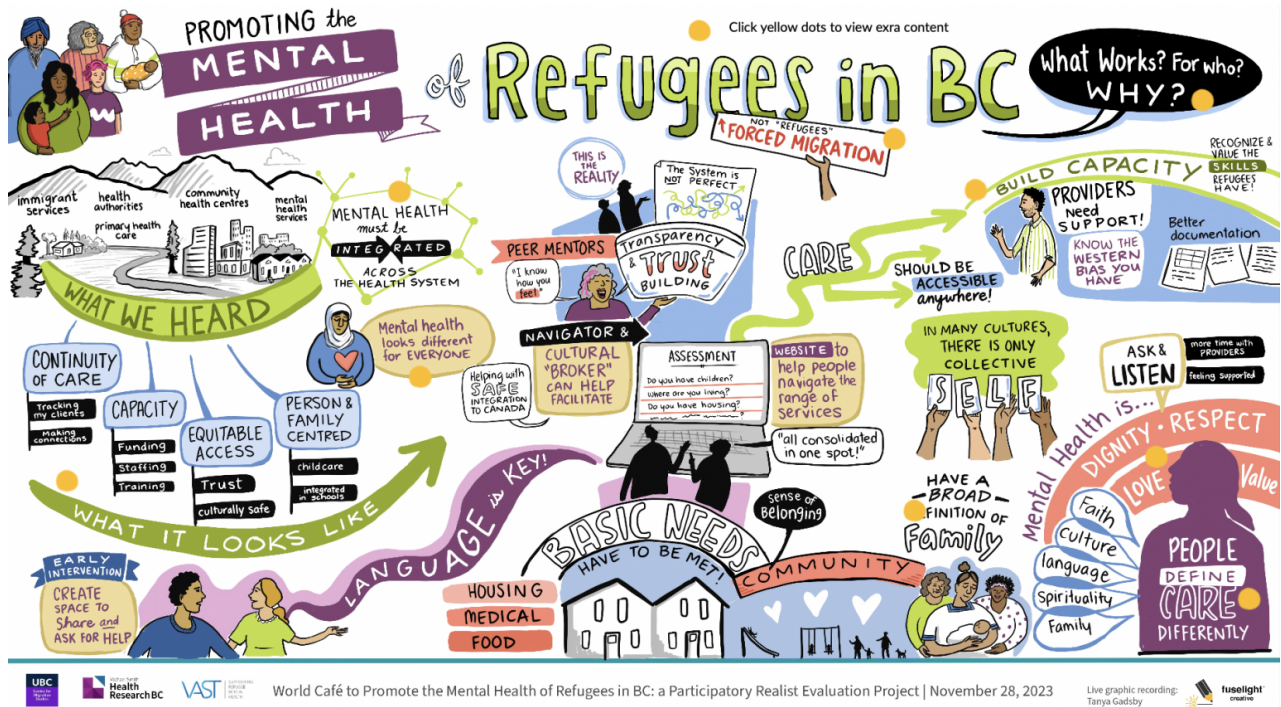 PROMOTING the
MENTAL
HEALTH
of Refugees in BC
Click yellow dots to view exra content
What Works? For who?
WHY?
NOT "REFUGEES"
↑ FORCED MIGRATION
immigrant
services
health
authorities
primary health
care
community
health centres
mental
health
services
WHAT WE HEARD
MENTAL HEALTH
must be
INTEGRATED
ACROSS
THE HEALTH SYSTEM
Mental health
looks different
for EVERYONE
CONTINUITY
OF CARE
Tracking
my clients
Making
connections
CAPACITY
Funding
Staffing
Training
EQUITABLE
ACCESS
Trust
culturally safe
PERSON &
FAMILY
CENTRED
childcare
integrated
in schools
WHAT IT LOOKS LIKE
EARLY
INTERVENTION
CREATE
SPACE TO
Share and
ASK FOR HELP
LANGUAGE is KEY!
THIS IS
THE
REALITY
The System is
NOT PERFECT
Transparency
& TRUST
BUILDING
PEER MENTORS
"I know
how you
feel"
NAVIGATOR &
CULTURAL
"BROKER"
CAN HELP
FACILITATE
Helping with
SAFE
INTEGRATION
TO CANADA
ASSESSMENT
Do you have children?
Where are you living?
Do you have housing?
WEBSITE to
help people
navigate the
range of
services
"all consolidated
in one spot!"
CARE
SHOULD BE
ACCESSIBLE
anywhere!
BUILD CAPACITY
RECOGNIZE &
VALUE THE
SKILLS
REFUGEES
HAVE!
PROVIDERS
Need
SUPPORT!
KNOW THE
WESTERN
BIAS YOU
HAVE
Better
documentation
IN MANY CULTURES,
THERE IS ONLY
COLLECTIVE
SELF
ASK &
LISTEN
more time with
PROVIDERS
feeling supported
Mental Health is...
DIGNITY · RESPECT
LOVE
Value
Faith
culture
language
Spirituality
Family
PEOPLE
DEFINE
CARE
DIFFERENTLY
HAVE A
BROAD
FINITION OF
Family
BASIC NEEDS
HAVE TO BE MET!
sense of
Belonging
COMMUNITY
HOUSING
MEDICAL
FOOD
UBC
Health
Research BC
VAST
World Café to Promote the Mental Health of Refugees in BC: a Participatory Realist Evaluation Project | November 28, 2023
Live graphic recording:
Tanya Gadsby
fuselight
creative